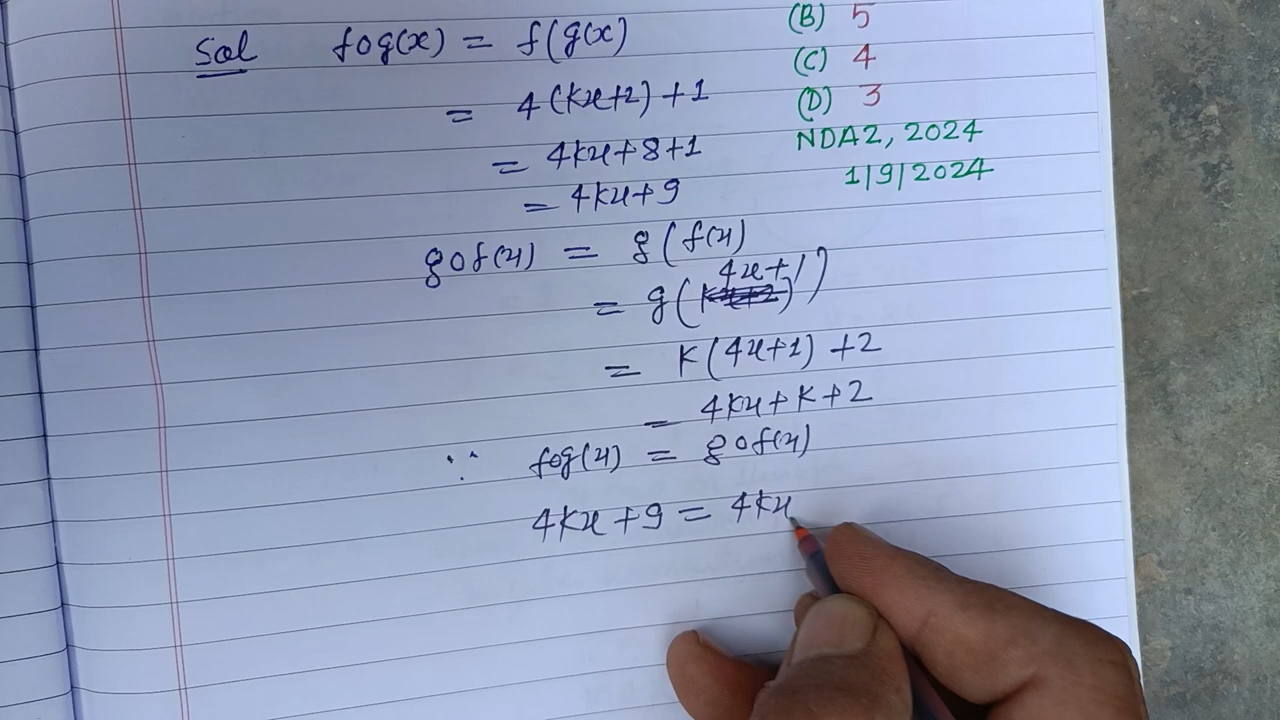 (B) 5
Sol fog(x) = f(g(x)
(C) 4
= 4(kx+2)+1
(D) 3
= 4kx+8+1
NDA2, 2024
= 4kx+9
1/9/2024
gof(x) = g(f(x)
= g(4x+1)
= k(4x+1)+2
= 4kx+k+2
∵ fog(x) = gof(x)
4kx+9 = 4kx